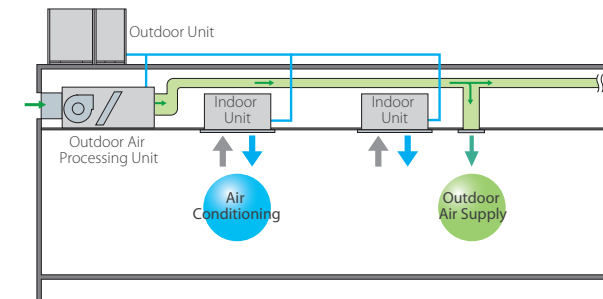 Outdoor Unit
Indoor
Unit
Indoor
Unit
Outdoor Air
Processing Unit
Air
Conditioning
Outdoor
Air Supply